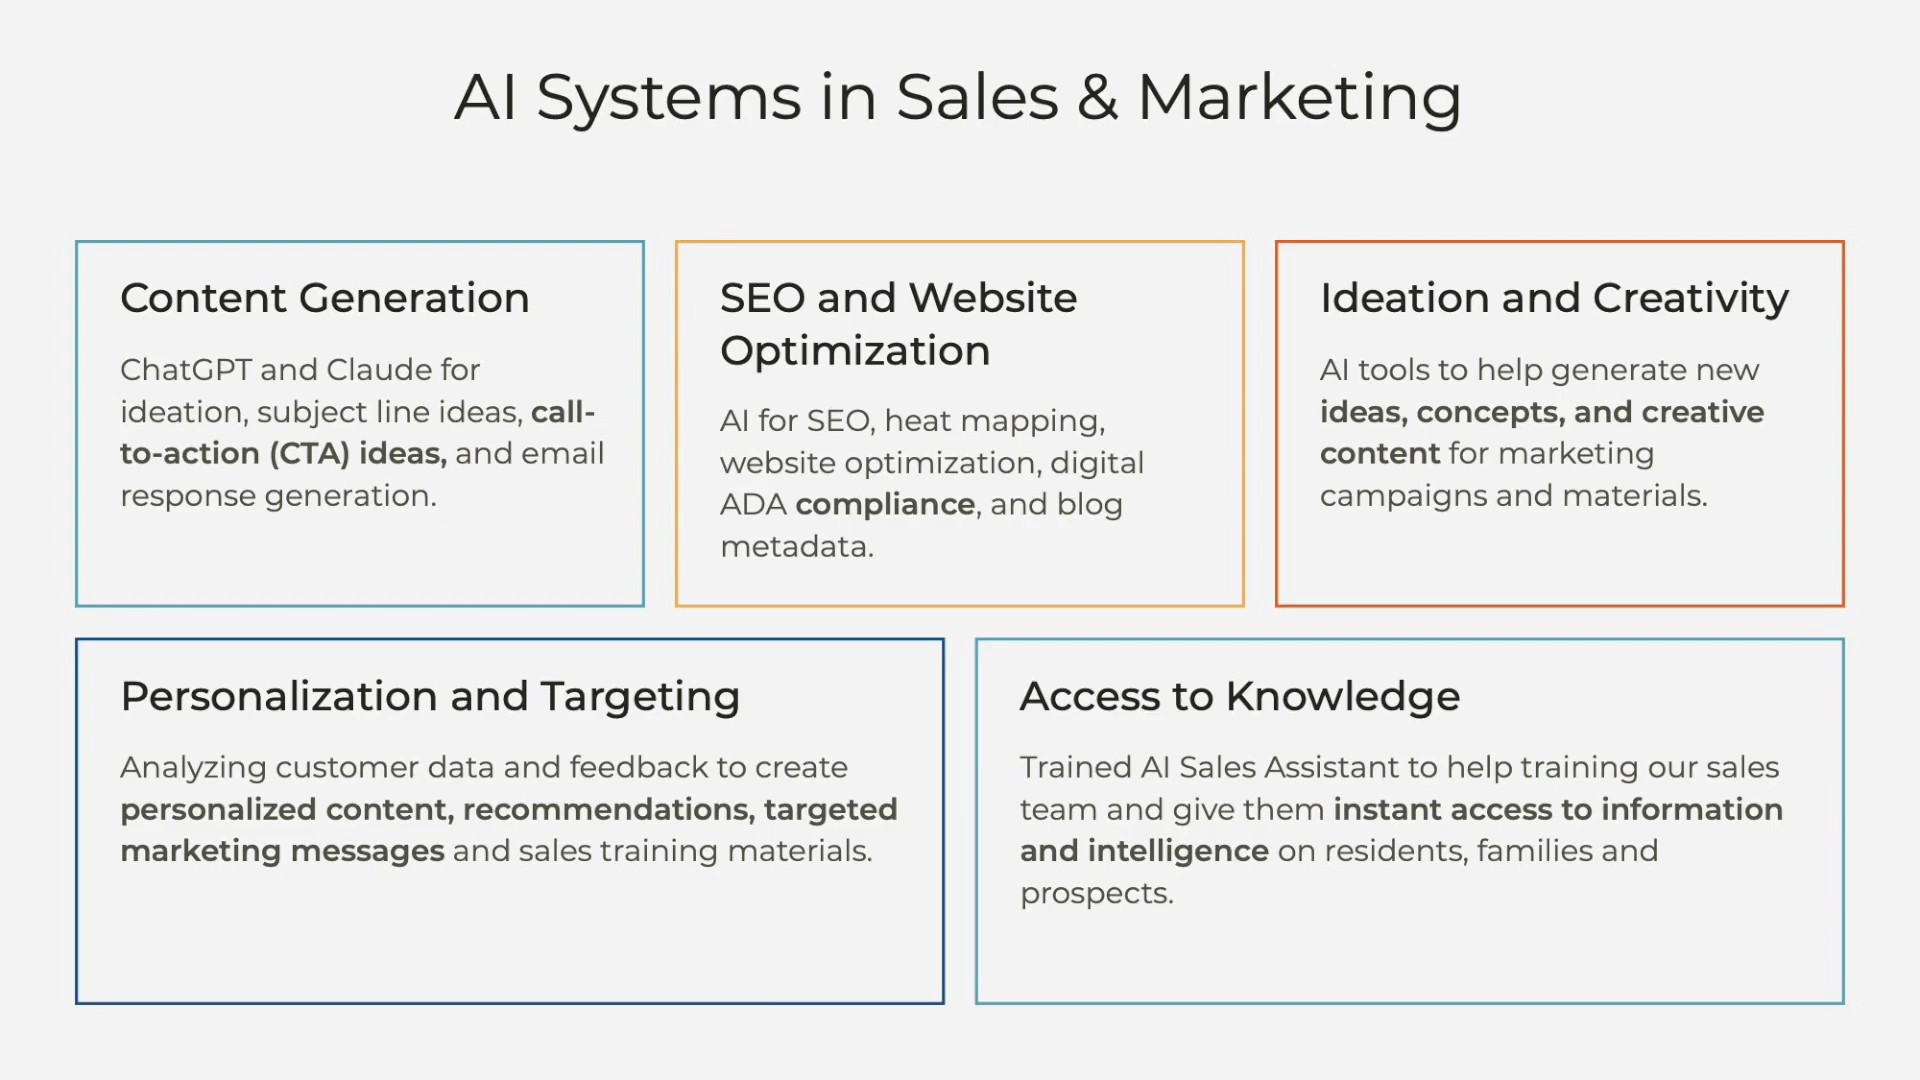 AI Systems in Sales & Marketing
Content Generation
ChatGPT and Claude for
ideation, subject line ideas, call-
to-action (CTA) ideas, and email
response generation.
SEO and Website
Optimization
AI for SEO, heat mapping,
website optimization, digital
ADA compliance, and blog
metadata.
Ideation and Creativity
AI tools to help generate new
ideas, concepts, and creative
content for marketing
campaigns and materials.
Personalization and Targeting
Analyzing customer data and feedback to create
personalized content, recommendations, targeted
marketing messages and sales training materials.
Access to Knowledge
Trained AI Sales Assistant to help training our sales
team and give them instant access to information
and intelligence on residents, families and
prospects.